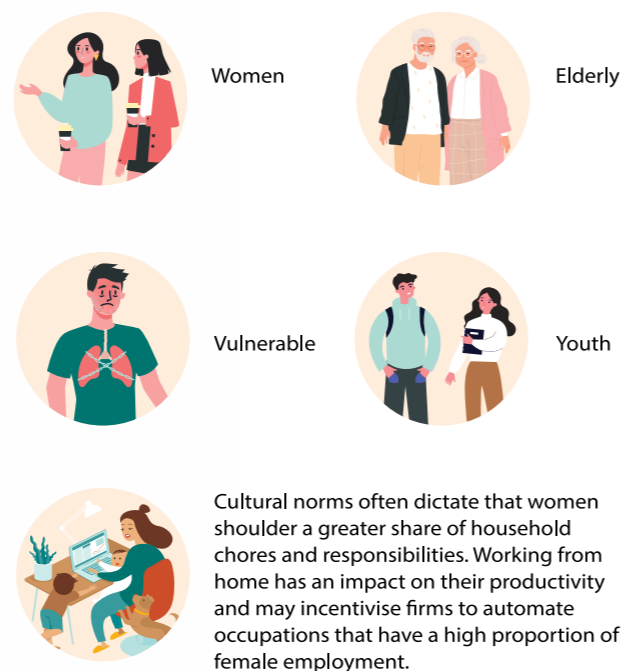 Women
Elderly
Vulnerable
Youth
Cultural norms often dictate that women
shoulder a greater share of household
chores and responsibilities. Working from
home has an impact on their productivity
and may incentivise firms to automate
occupations that have a high proportion of
female employment.